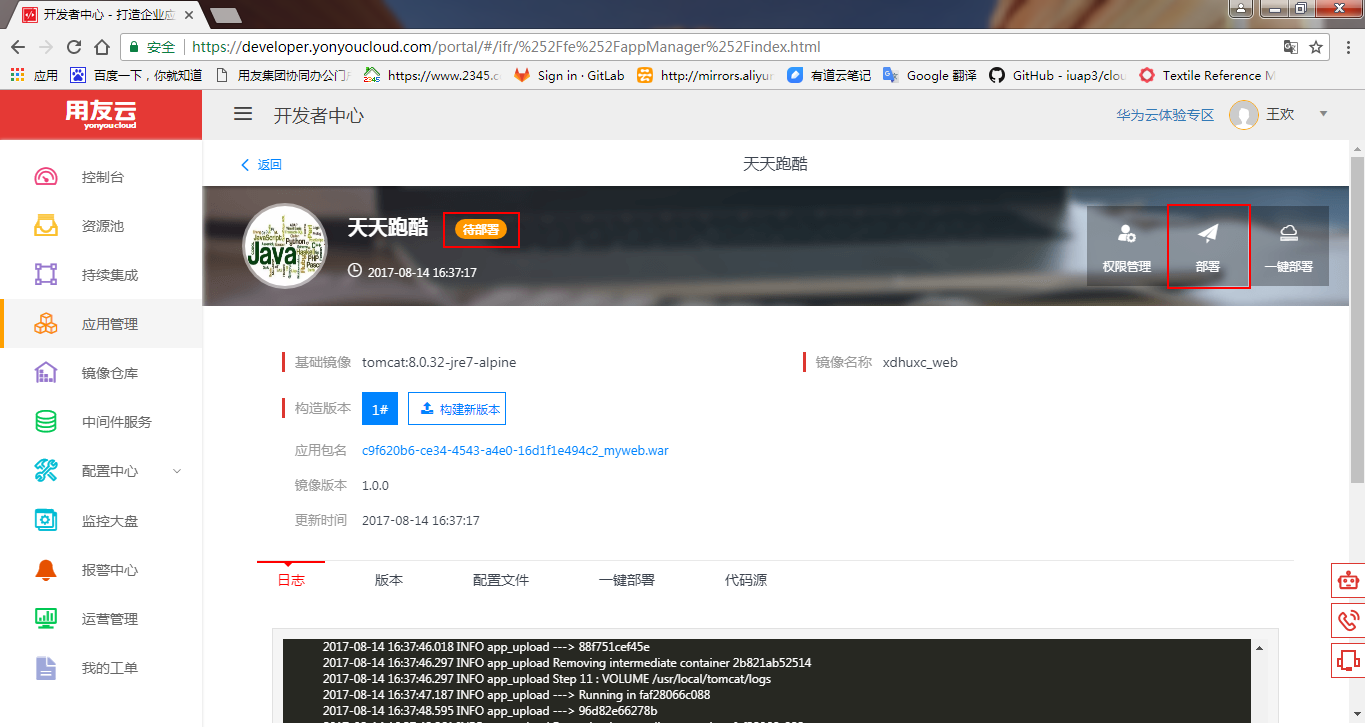 开发者中心 - 打造企业应
安全 https://developer.yonyoucloud.com/portal/#/ifr/%252Ffe%252FappManager%252Findex.html
应用 百度一下，你就知道 用友集团协同办公门户 https://www.2345.c Sign in · GitLab http://mirrors.aliyun 有道云笔记 Google 翻译 GitHub - iuap3/clou Textile Reference M
用友云
yonyoucloud
开发者中心
华为云体验专区
王欢
控制台
资源池
持续集成
应用管理
镜像仓库
中间件服务
配置中心
监控大盘
报警中心
运营管理
我的工单
返回
天天跑酷
天天跑酷 待部署
2017-08-14 16:37:17
权限管理 部署 一键部署
基础镜像 tomcat:8.0.32-jre7-alpine
镜像名称 xdhuxc_web
构造版本 1# 构建新版本
应用包名 c9f620b6-ce34-4543-a4e0-16d1f1e494c2_myweb.war
镜像版本 1.0.0
更新时间 2017-08-14 16:37:17
日志 版本 配置文件 一键部署 代码源
2017-08-14 16:37:46.018 INFO app_upload ---> 88f751cef45e
2017-08-14 16:37:46.297 INFO app_upload Removing intermediate container 2b821ab52514
2017-08-14 16:37:46.297 INFO app_upload Step 11 : VOLUME /usr/local/tomcat/logs
2017-08-14 16:37:47.187 INFO app_upload ---> Running in faf28066c088
2017-08-14 16:37:48.595 INFO app_upload ---> 96d82e66278b